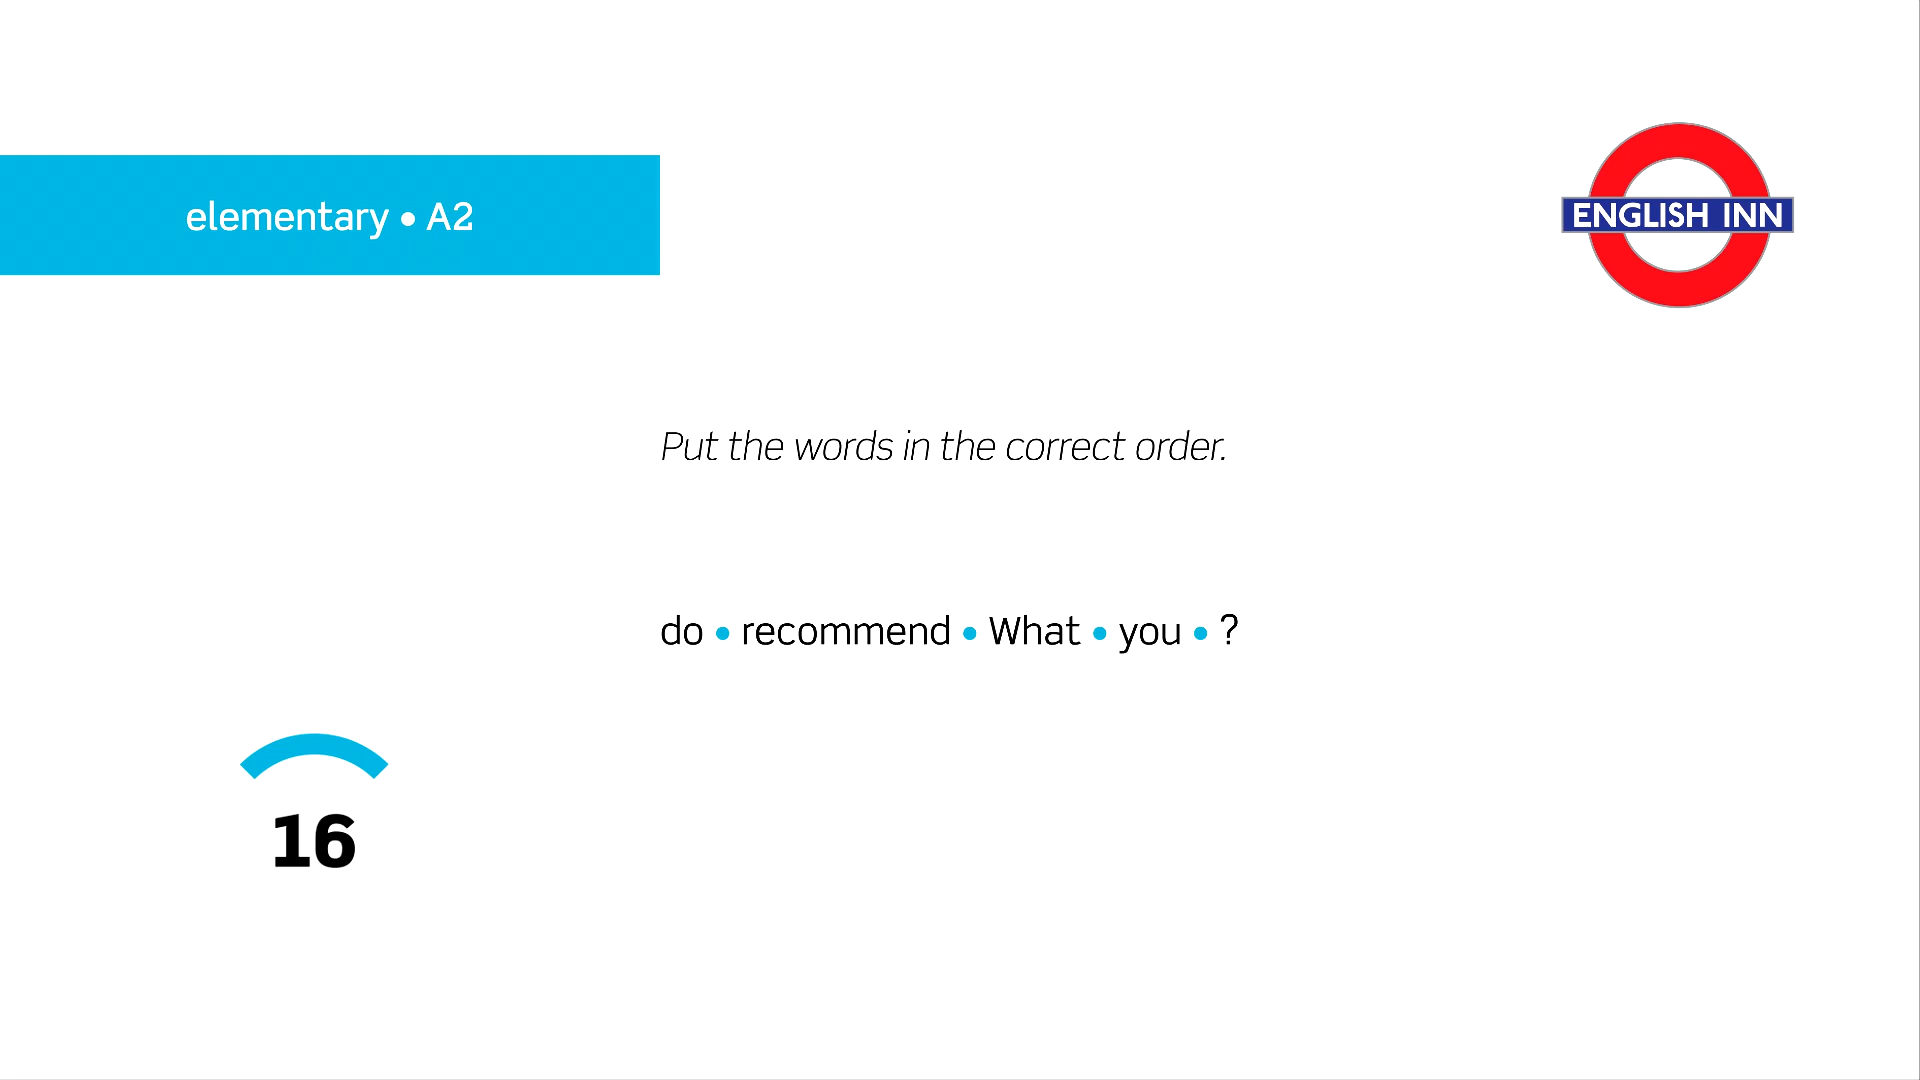 elementary • A2
ENGLISH INN
Put the words in the correct order.
do • recommend • What • you • ?
16